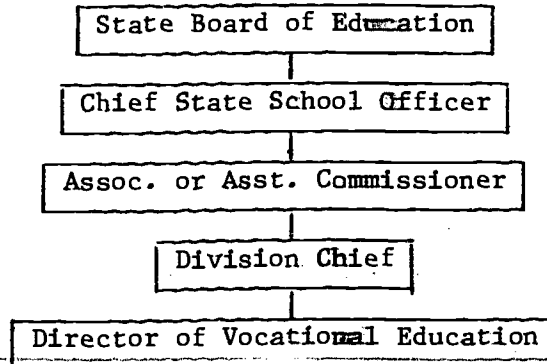 State Board of Education
Chief State School Officer
Assoc. or Asst. Commissioner
Division Chief
Director of Vocational Education